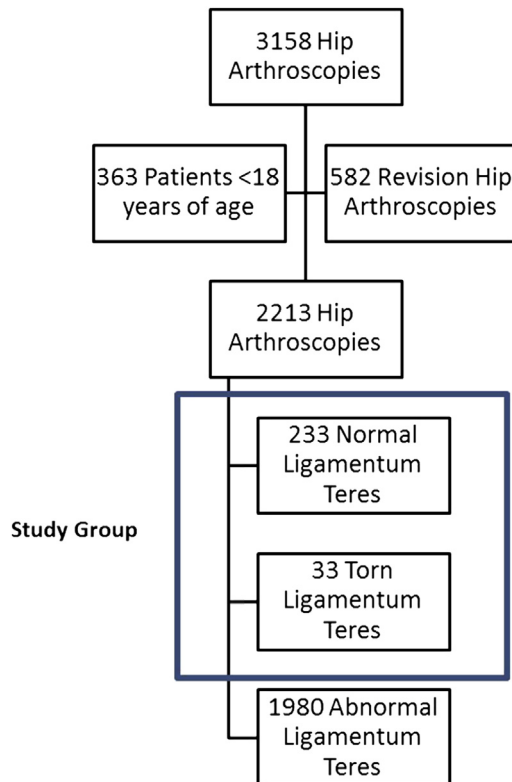 3158 Hip
Arthroscopies
363 Patients <18
years of age
582 Revision Hip
Arthroscopies
2213 Hip
Arthroscopies
233 Normal
Ligamentum
Teres
Study Group
33 Torn
Ligamentum
Teres
1980 Abnormal
Ligamentum
Teres